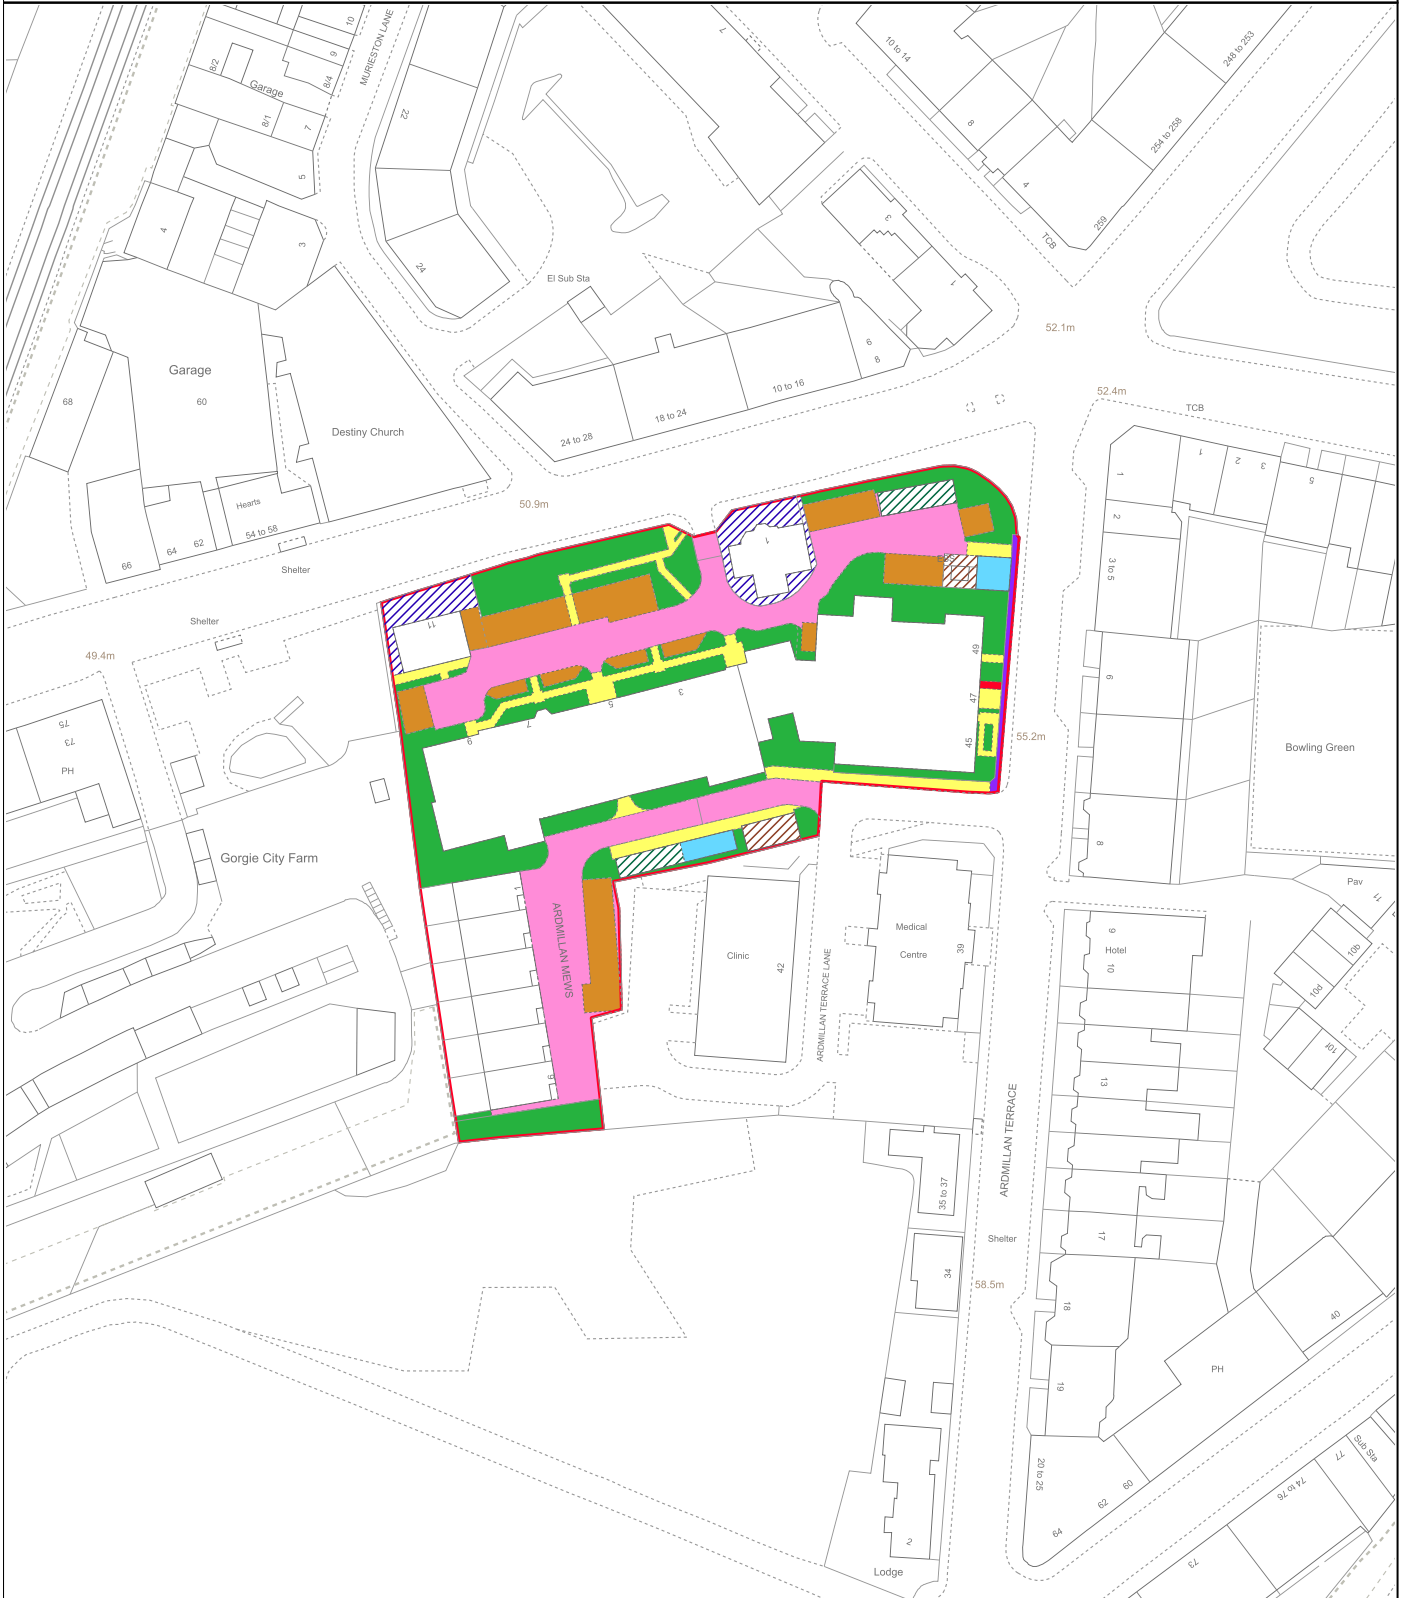 10
9
8/4
8/2
Garage
8/1
7
5
MURIESTON LANE
22
7
10 to 14
8
4
TCB
248 to 253
254 to 258
259
4
3
24
El Sub Sta
3
1
52.1m
6
8
10 to 16
18 to 24
24 to 28
Garage
60
68
Destiny Church
52.4m
TCB
1
1
2
3
5
2
3 to 5
Hearts
54 to 58
62
64
66
Shelter
50.9m
Shelter
49.4m
1
11
49
47
45
6
55.2m
Bowling Green
75
73
PH
3
5
7
9
8
Gorgie City Farm
1
ARDMILLAN MEWS
9
Clinic
42
ARDMILLAN TERRACE LANE
Medical
Centre
39
9
Hotel
10
Pav
11
10b
10d
10f
13
ARDMILLAN TERRACE
35 to 37
17
Shelter
34
58.5m
18
40
PH
19
20 to 25
60
62
64
77
Sub Sta
74 to 76
73
2
Lodge